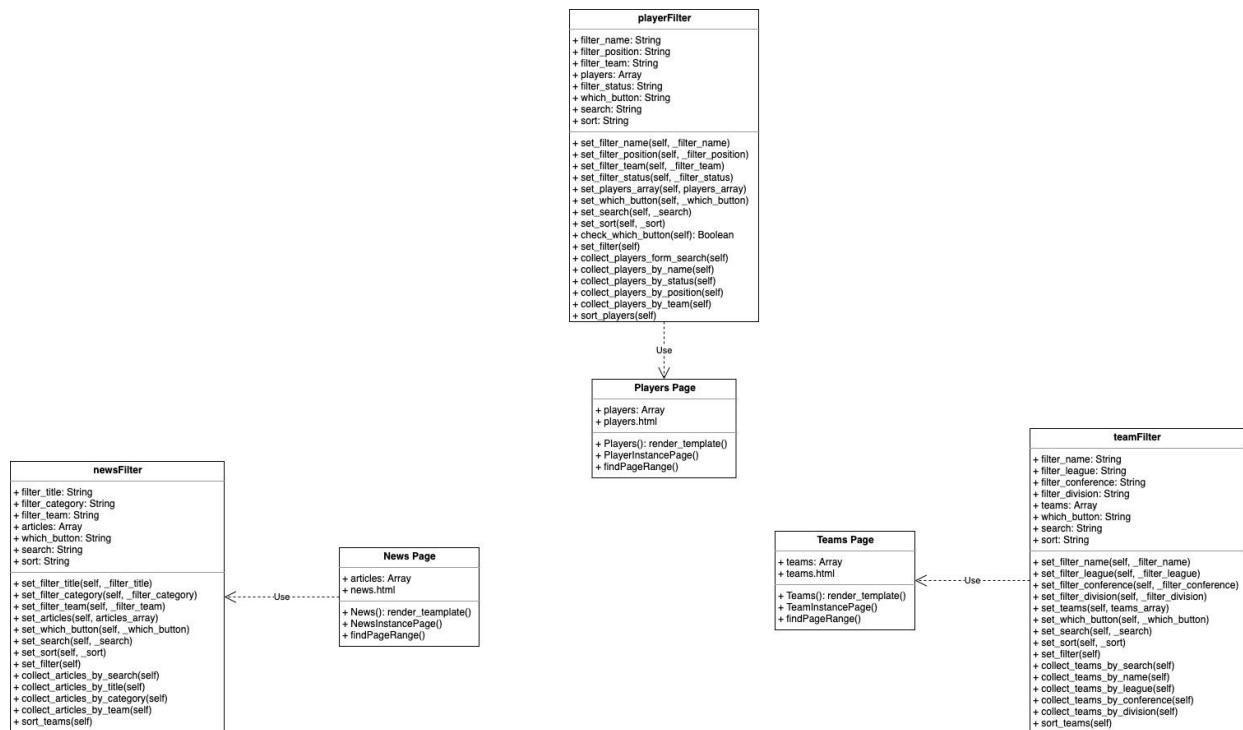 playerFilter
+ filter_name: String
+ filter_position: String
+ filter_team: String
+ players: Array
+ filter_status: String
+ which_button: String
+ search: String
+ sort: String
+ set_filter_name(self, _filter_name)
+ set_filter_position(self, _filter_position)
+ set_filter_team(self, _filter_team)
+ set_filter_status(self, _filter_status)
+ set_players_array(self, players_array)
+ set_which_button(self, _which_button)
+ set_search(self, _search)
+ set_sort(self, _sort)
+ check_which_button(self): Boolean
+ set_filter(self)
+ collect_players_form_search(self)
+ collect_players_by_name(self)
+ collect_players_by_status(self)
+ collect_players_by_position(self)
+ collect_players_by_team(self)
+ sort_players(self)
Use
Players Page
+ players: Array
+ players.html
+ Players(): render_template()
+ PlayerInstancePage()
+ findPageRange()
newsFilter
+ filter_title: String
+ filter_category: String
+ filter_team: String
+ articles: Array
+ which_button: String
+ search: String
+ sort: String
+ set_filter_title(self, _filter_title)
+ set_filter_category(self, _filter_category)
+ set_filter_team(self, _filter_team)
+ set_articles(self, articles_array)
+ set_which_button(self, _which_button)
+ set_search(self, _search)
+ set_sort(self, _sort)
+ set_filter(self)
+ collect_articles_by_search(self)
+ collect_articles_by_title(self)
+ collect_articles_by_category(self)
+ collect_articles_by_team(self)
+ sort_teams(self)
Use
News Page
+ articles: Array
+ news.html
+ News(): render_teamplate()
+ NewsInstancePage()
+ findPageRange()
Teams Page
+ teams: Array
+ teams.html
+ Teams(): render_template()
+ TeamInstancePage()
+ findPageRange()
Use
teamFilter
+ filter_name: String
+ filter_league: String
+ filter_conference: String
+ filter_division: String
+ teams: Array
+ which_button: String
+ search: String
+ sort: String
+ set_filter_name(self, _filter_name)
+ set_filter_league(self, _filter_league)
+ set_filter_conference(self, _filter_conference)
+ set_filter_division(self, _filter_division)
+ set_teams(self, teams_array)
+ set_which_button(self, _which_button)
+ set_search(self, _search)
+ set_sort(self, _sort)
+ set_filter(self)
+ collect_teams_by_search(self)
+ collect_teams_by_name(self)
+ collect_teams_by_league(self)
+ collect_teams_by_conference(self)
+ collect_teams_by_division(self)
+ sort_teams(self)